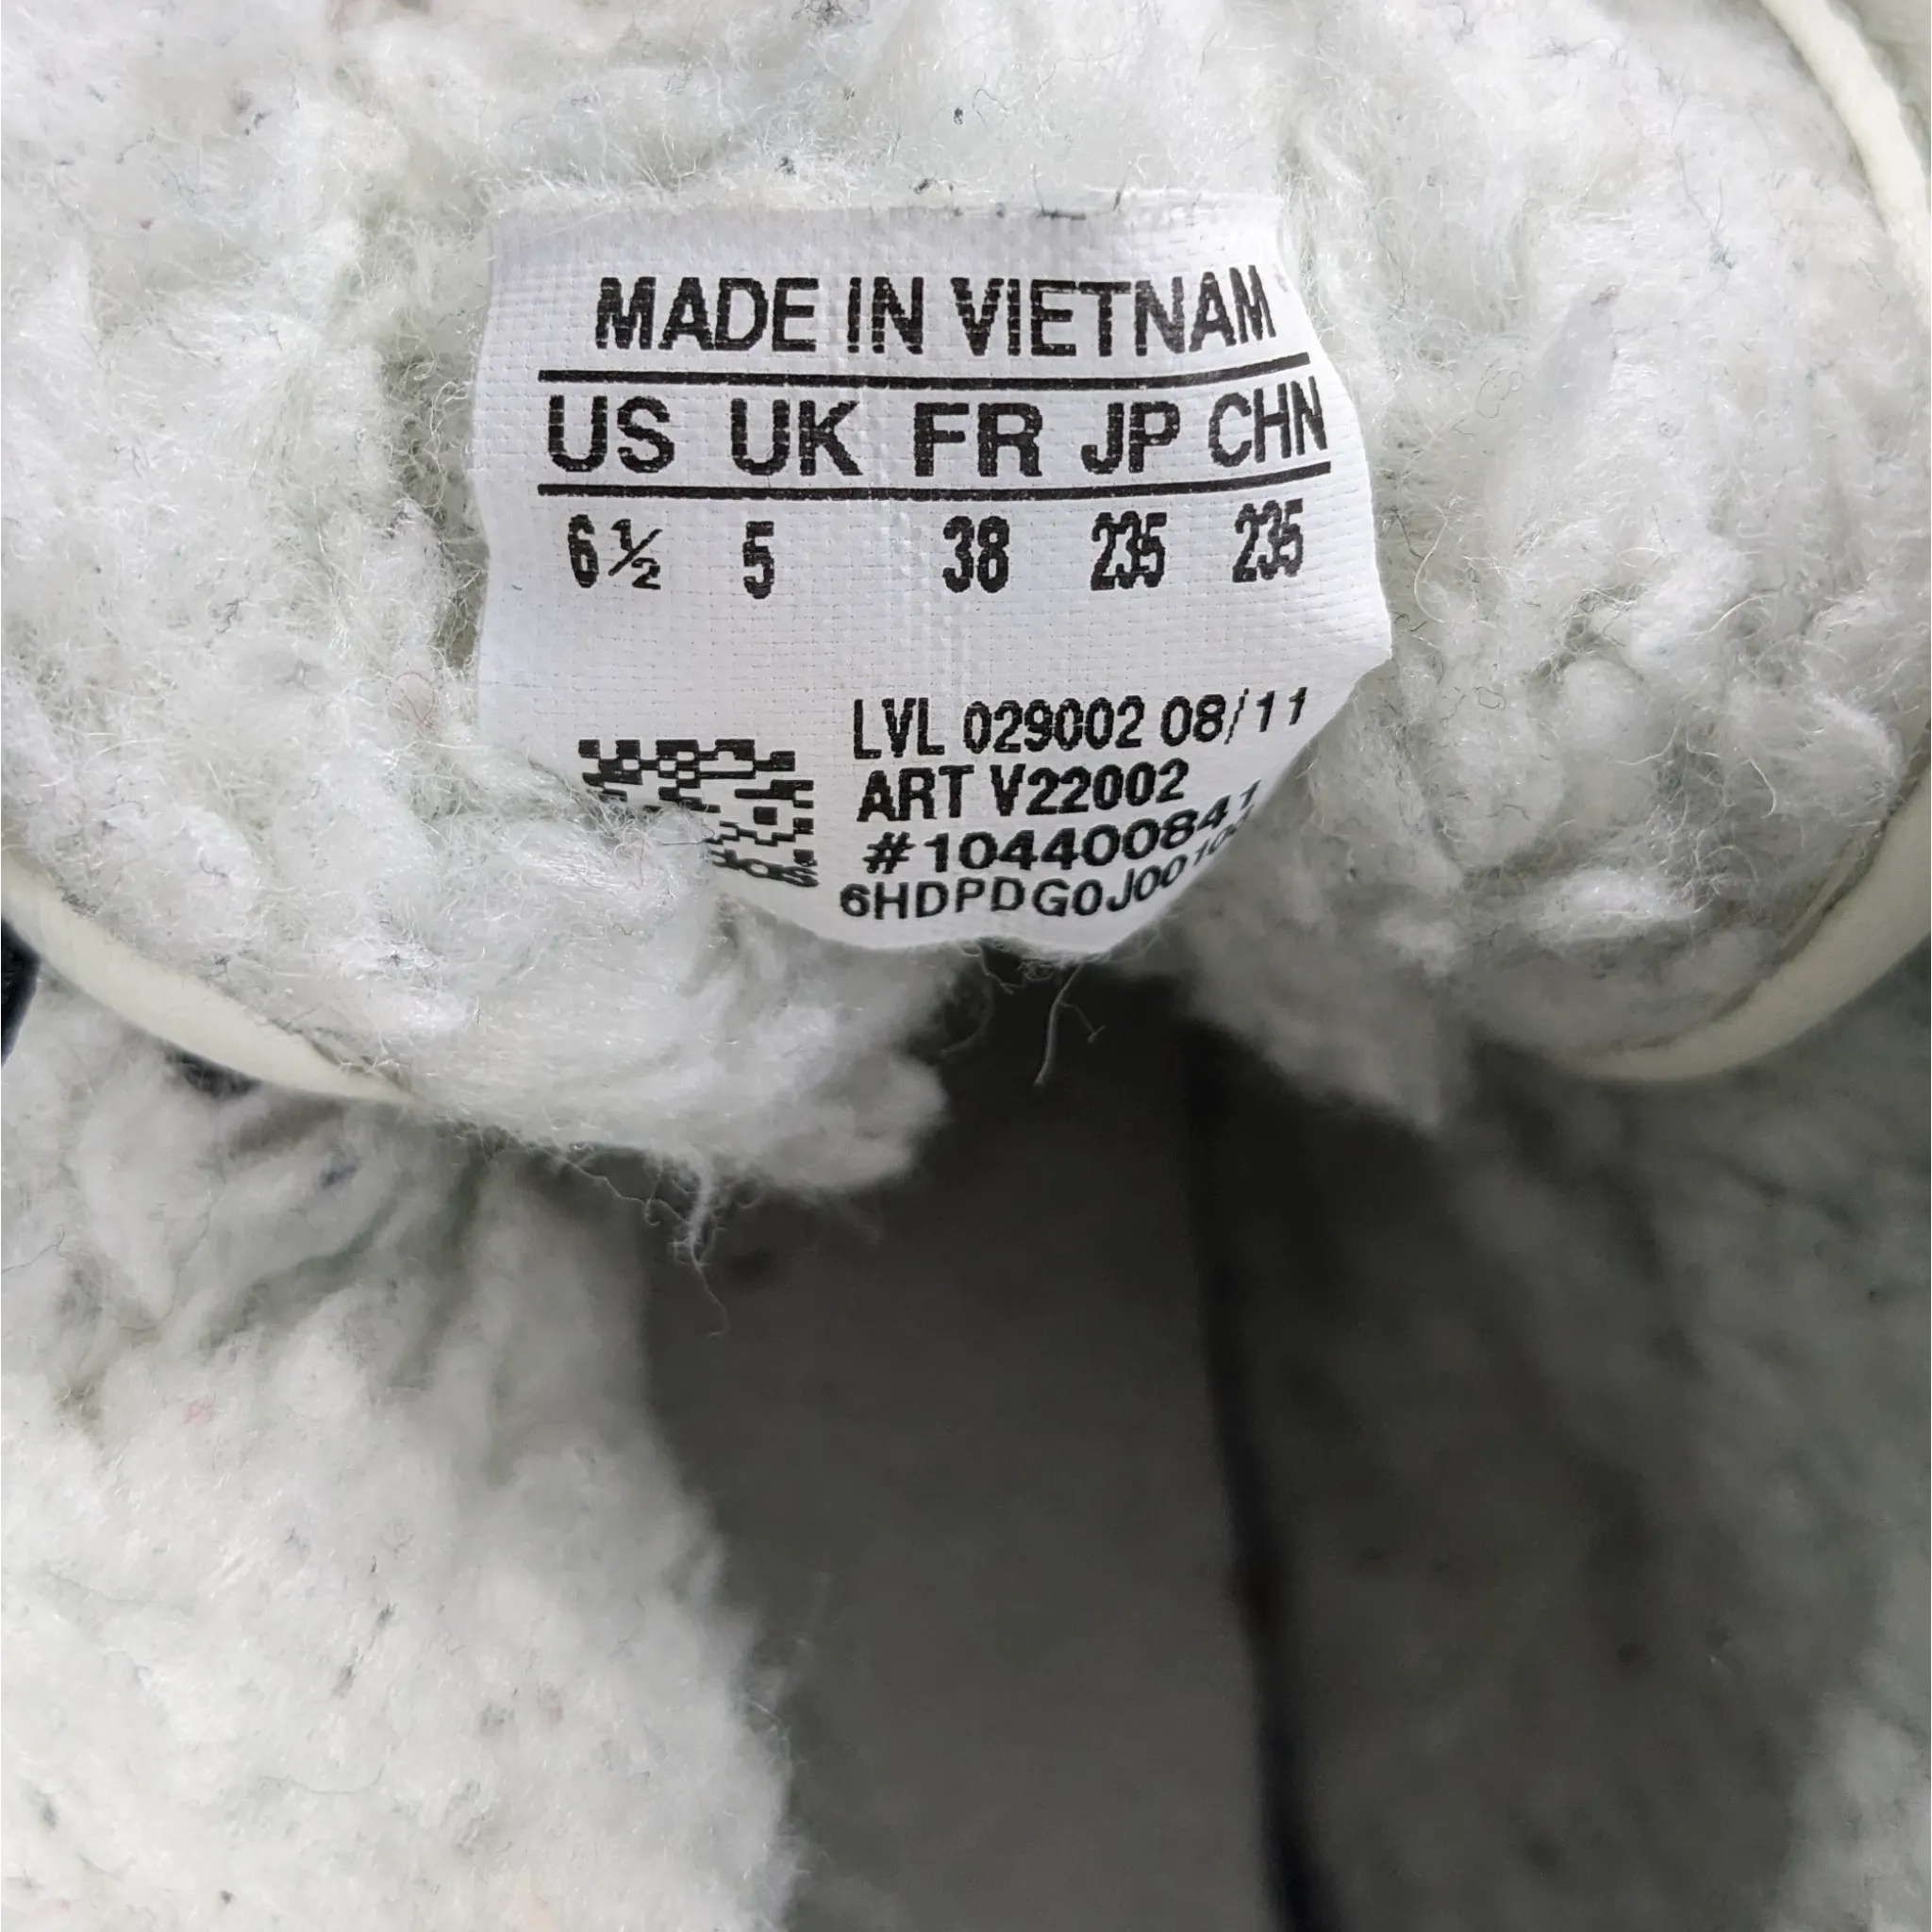 MADE IN VIETNAM
US UK FR JP CHN
6½ 5 38 235 235
LVL 029002 08/11
ART V22002
#104400841